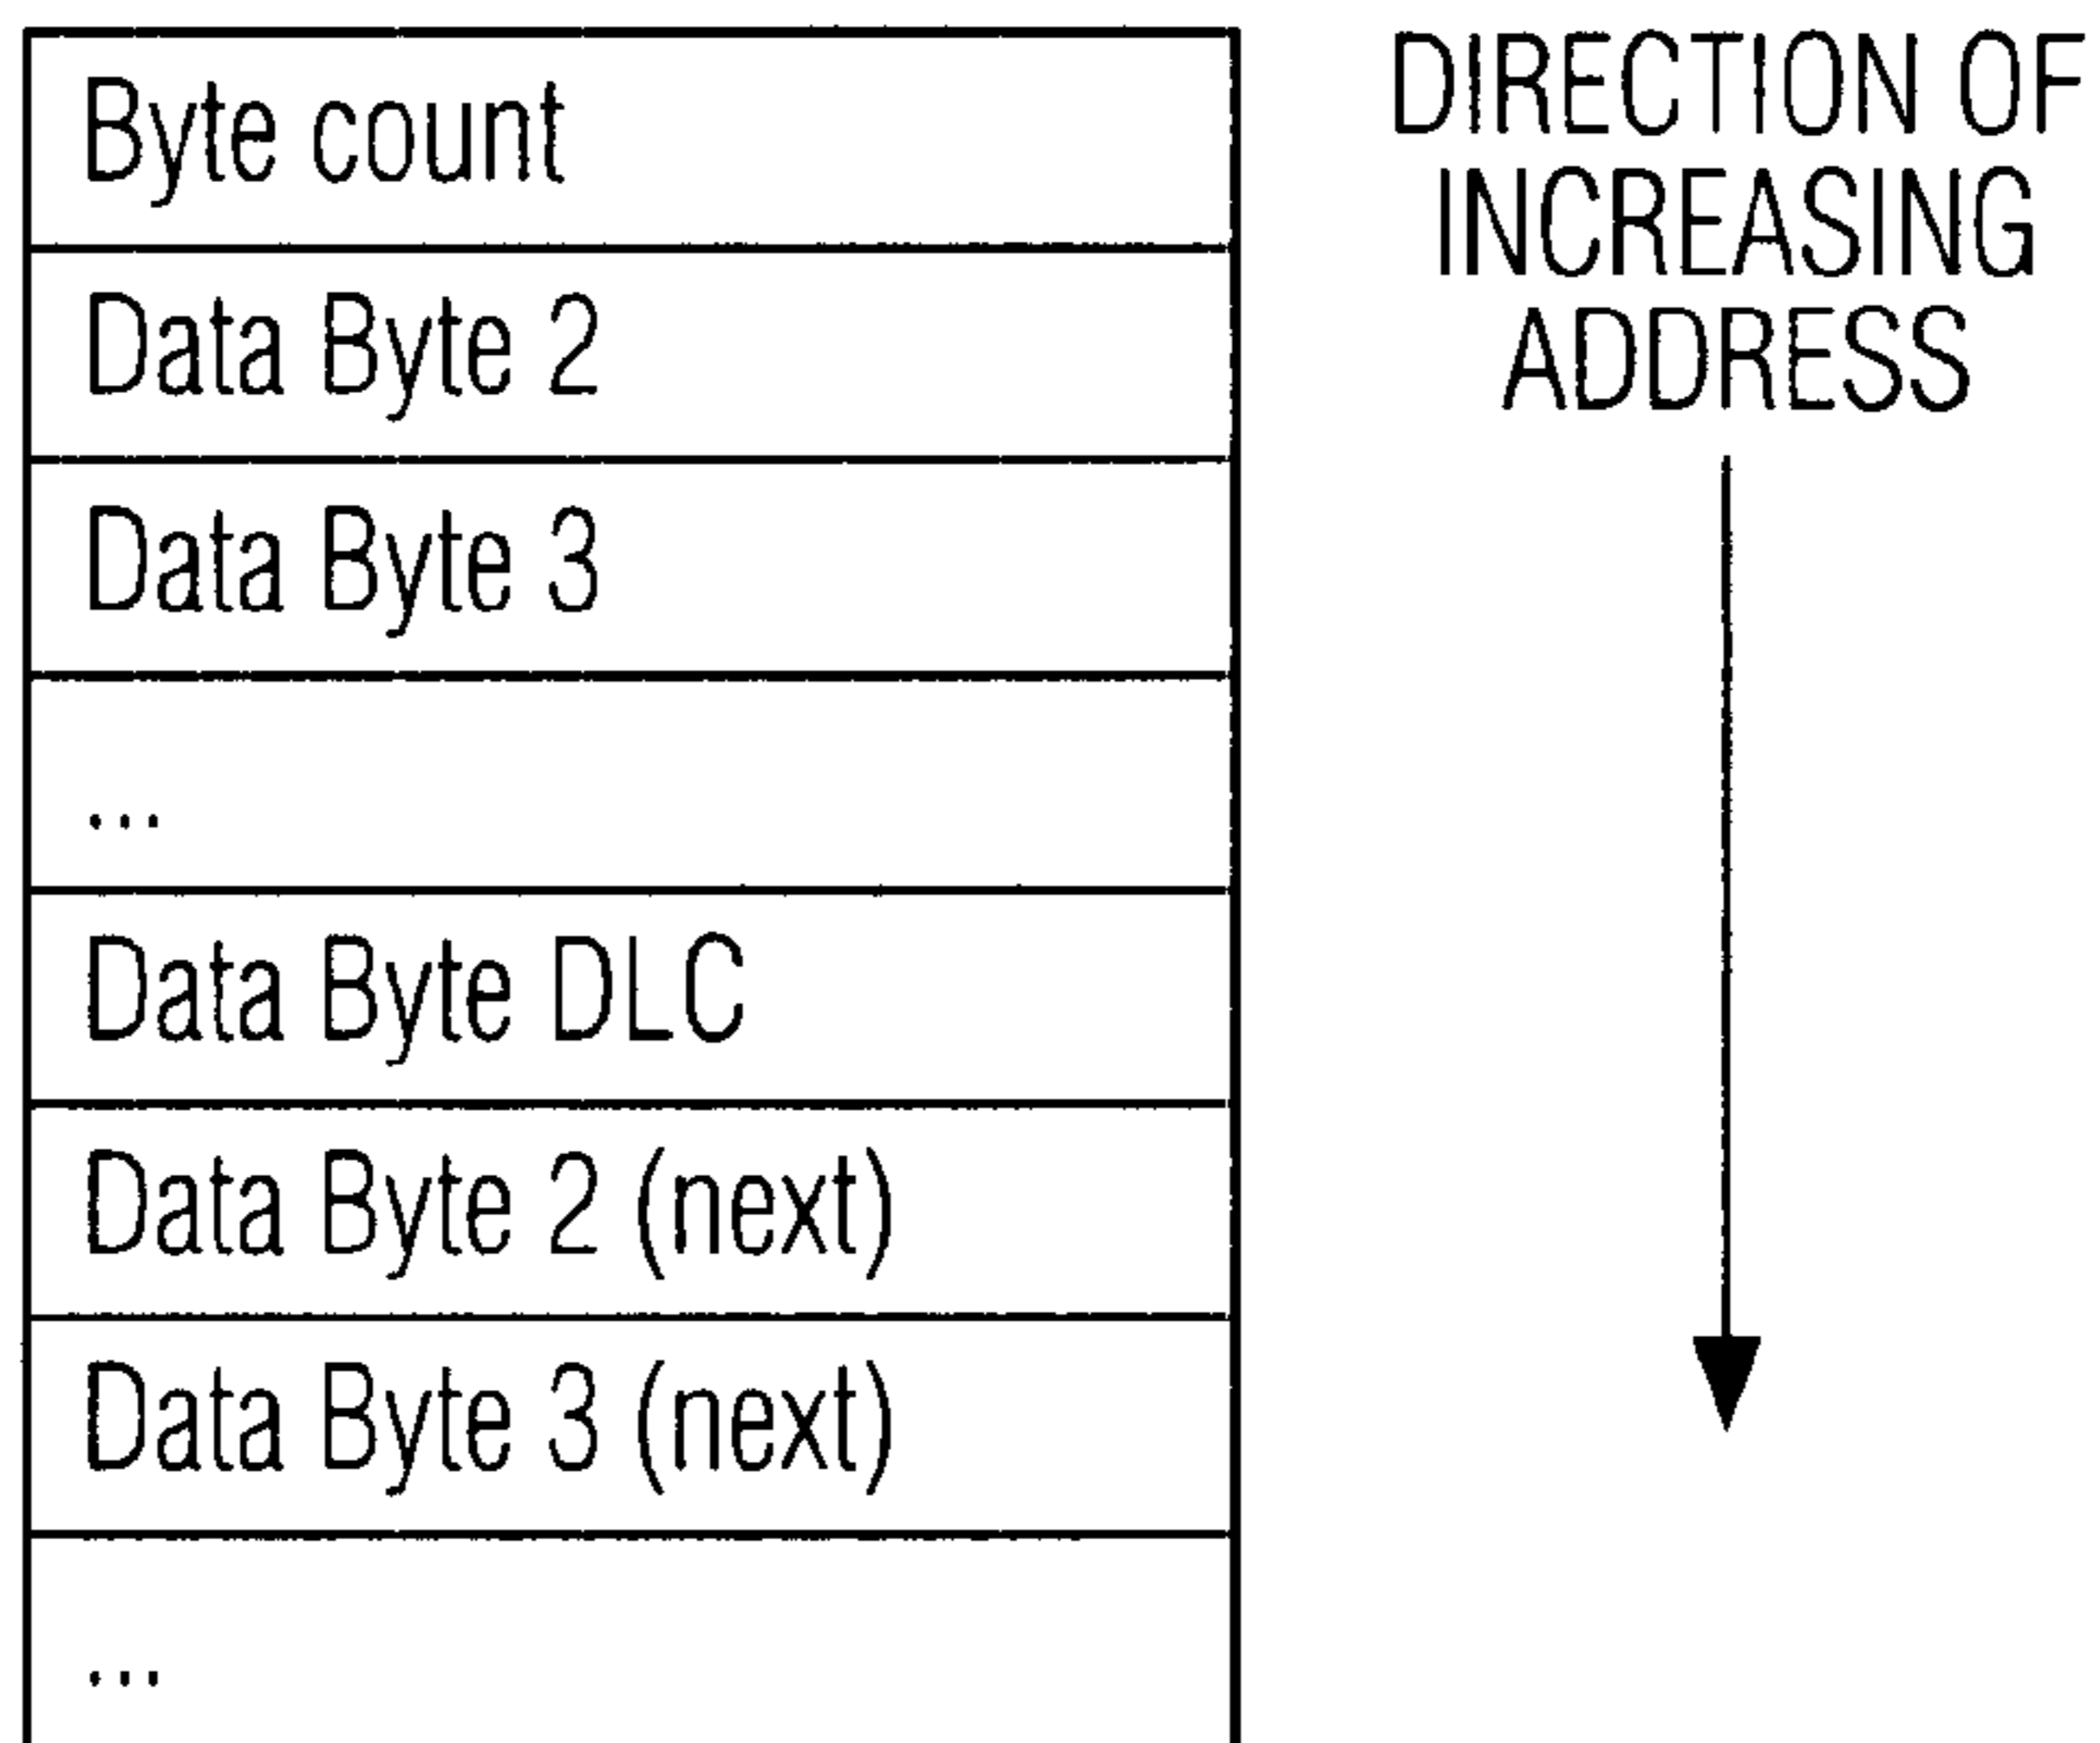 Byte count
Data Byte 2
Data Byte 3
...
Data Byte DLC
Data Byte 2 (next)
Data Byte 3 (next)
...
DIRECTION OF
INCREASING
ADDRESS